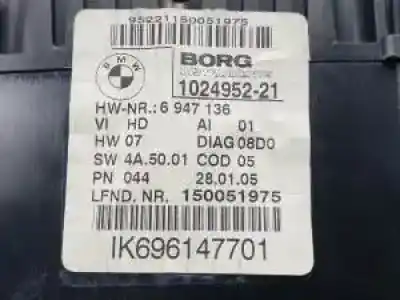 95221150051975
BMW
BORG
1024952-21
HW-NR.: 6 947 136
VI HD AI 01
HW 07 DIAG 08D0
SW 4A.50.01 COD 05
PN 044 28.01.05
LFND. NR. 150051975
IK696147701